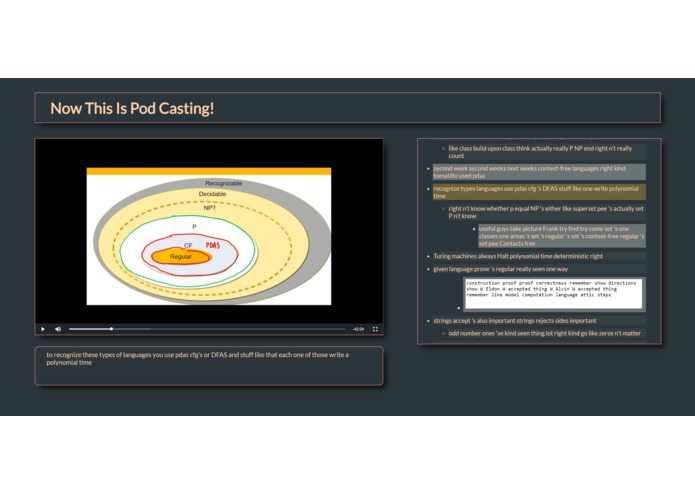 Now This Is Pod Casting!
Recognizable
Decidable
NP?
P
CF PDAS
Regular
-42:24
to recognize these types of languages you use pdas cfg's or DFAS and stuff like that each one of those write a
polynomial time
like class build upon class think actually really P NP end right n't really
count
second week second weeks next weeks context-free languages right kind
tomatillo used pdas
recognize types languages use pdas cfg 's DFAS stuff like one write polynomial
time
right n't know whether p equal NP 's either like superset pee 's actually set
P n't know
useful guys take picture Frank try find try come set 's one
classes one areas 's set 's regular 's set 's context-free regular 's
set pee Contacts free
Turing machines always Halt polynomial time deterministic right
given language prove 's regular really seen one way
construction proof proof correctness remember show directions
show W Eldon W accepted thing W Alvin W accepted thing
remember like model computation language attic steps
strings accept 's also important strings rejects sides important
odd number ones 've kind seen thing lot right kind go like zeros n't matter